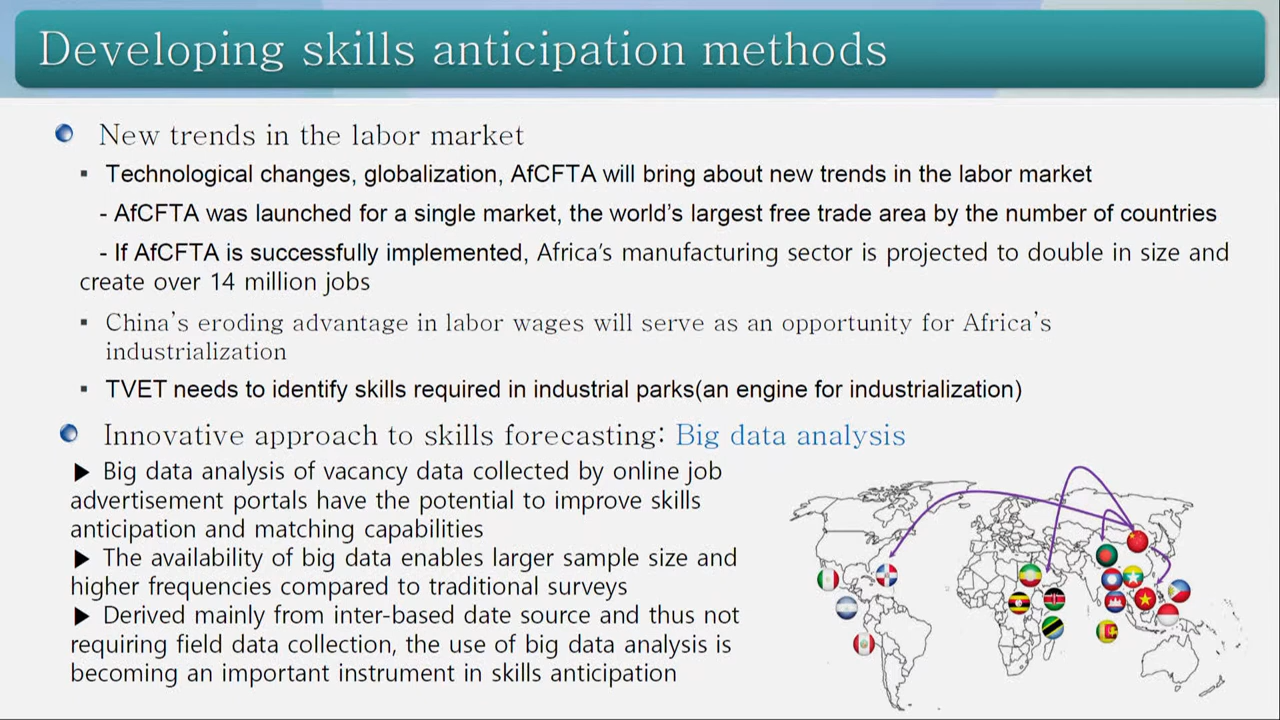 Developing skills anticipation methods
New trends in the labor market
▪ Technological changes, globalization, AfCFTA will bring about new trends in the labor market
- AfCFTA was launched for a single market, the world's largest free trade area by the number of countries
- If AfCFTA is successfully implemented, Africa's manufacturing sector is projected to double in size and
create over 14 million jobs
▪ China's eroding advantage in labor wages will serve as an opportunity for Africa's
industrialization
▪ TVET needs to identify skills required in industrial parks(an engine for industrialization)
Innovative approach to skills forecasting: Big data analysis
▶ Big data analysis of vacancy data collected by online job
advertisement portals have the potential to improve skills
anticipation and matching capabilities
▶ The availability of big data enables larger sample size and
higher frequencies compared to traditional surveys
▶ Derived mainly from inter-based date source and thus not
requiring field data collection, the use of big data analysis is
becoming an important instrument in skills anticipation